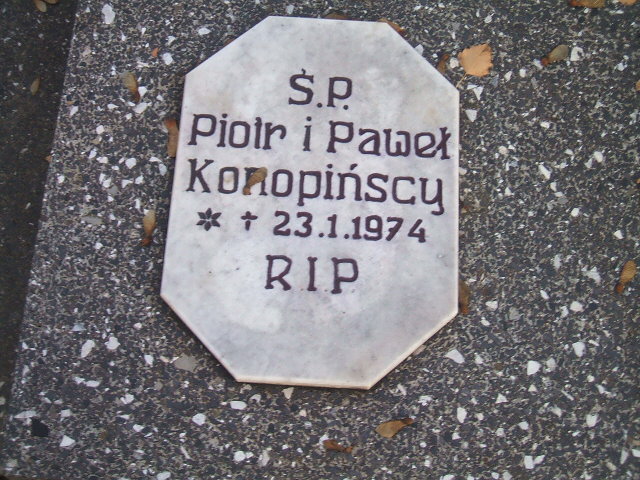 Ś.P.
Piotr i Paweł
Konopińscy
* † 23.1.1974
R.I.P